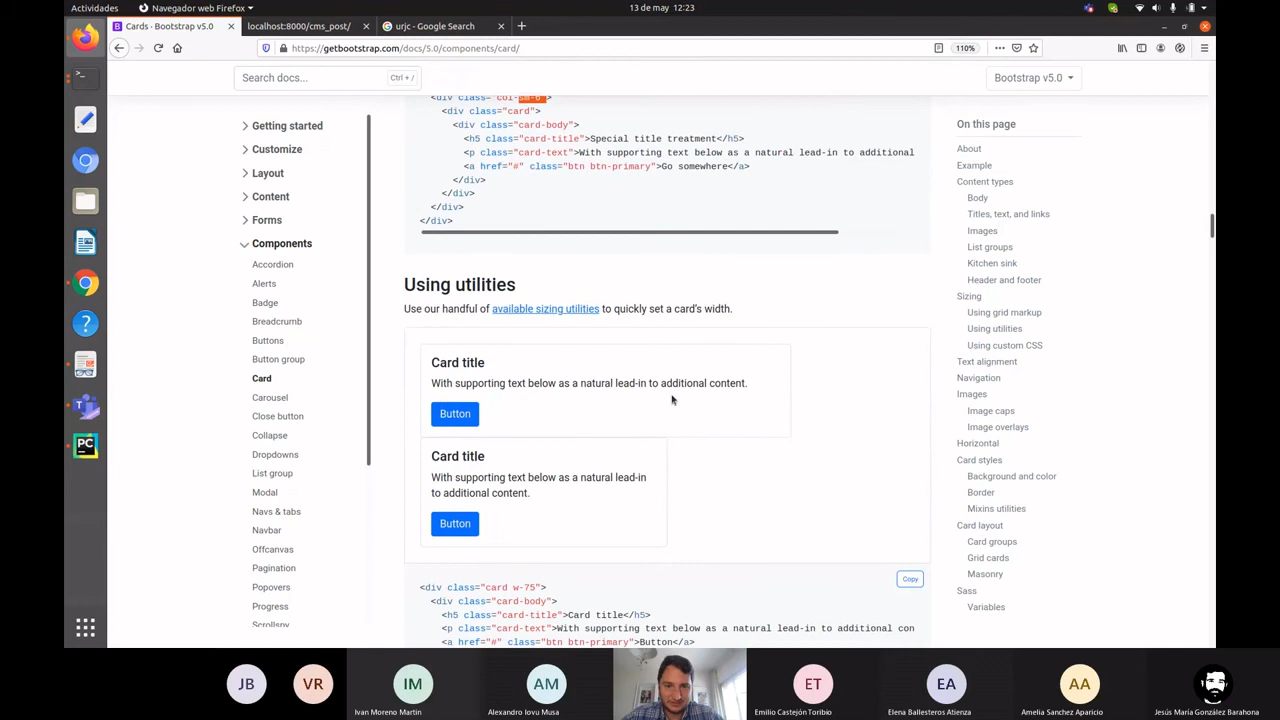 Actividades
Navegador web Firefox
13 de may 12:23
Cards · Bootstrap v5.0
localhost:8000/cms_post/
urjc - Google Search
https://getbootstrap.com/docs/5.0/components/card/
110%
Search docs...
Ctrl + /
Bootstrap v5.0
Getting started
Customize
Layout
Content
Forms
Components
Accordion
Alerts
Badge
Breadcrumb
Buttons
Button group
Card
Carousel
Close button
Collapse
Dropdowns
List group
Modal
Navs & tabs
Navbar
Offcanvas
Pagination
Popovers
Progress
Scrollspy
<div class="col-sm-6">
<div class="card">
<div class="card-body">
<h5 class="card-title">Special title treatment</h5>
<p class="card-text">With supporting text below as a natural lead-in to additional
<a href="#" class="btn btn-primary">Go somewhere</a>
</div>
</div>
</div>
</div>
Using utilities
Use our handful of available sizing utilities to quickly set a card's width.
Card title
With supporting text below as a natural lead-in to additional content.
Button
Card title
With supporting text below as a natural lead-in
to additional content.
Button
Copy
<div class="card w-75">
<div class="card-body">
<h5 class="card-title">Card title</h5>
<p class="card-text">With supporting text below as a natural lead-in to additional con
<a href="#" class="btn btn-primary">Button</a>
On this page
About
Example
Content types
Body
Titles, text, and links
Images
List groups
Kitchen sink
Header and footer
Sizing
Using grid markup
Using utilities
Using custom CSS
Text alignment
Navigation
Images
Image caps
Image overlays
Horizontal
Card styles
Background and color
Border
Mixins utilities
Card layout
Card groups
Grid cards
Masonry
Sass
Variables
PC
JB
VR
IM
Ivan Moreno Martin
AM
Alexandro Iovu Musa
ET
Emilio Castejón Toribio
EA
Elena Ballesteros Atienza
AA
Amelia Sanchez Aparicio
Jesús María González Barahona